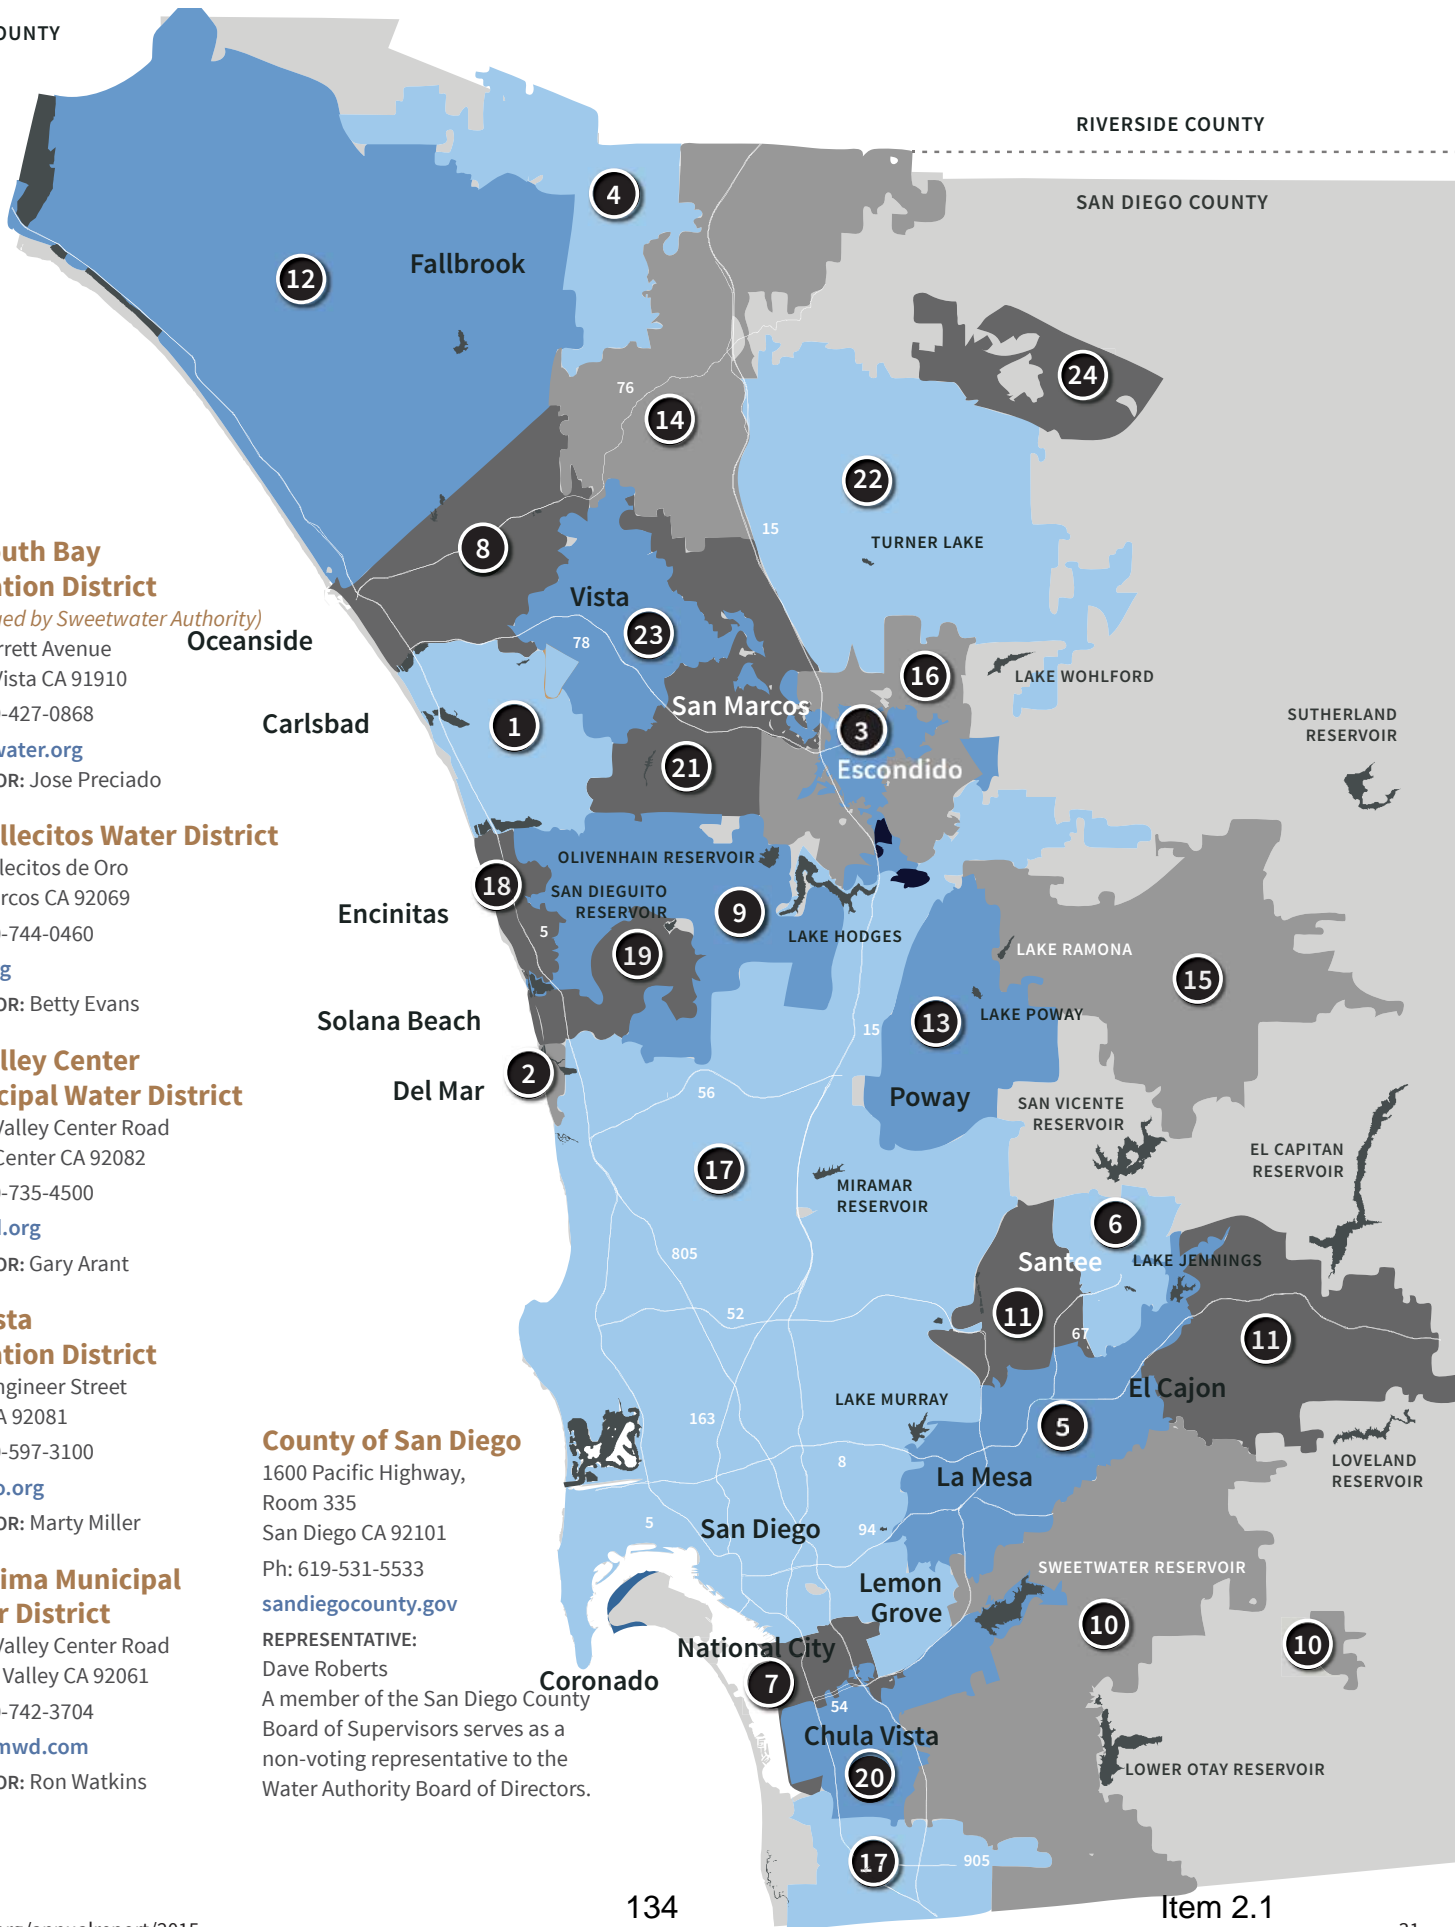 OUNTY
RIVERSIDE COUNTY
SAN DIEGO COUNTY
4
12
Fallbrook
24
76
14
22
15
TURNER LAKE
8
Vista
23
78
Oceanside
16
LAKE WOHLFORD
San Marcos
3
Escondido
Carlsbad
1
21
SUTHERLAND
RESERVOIR
OLIVENHAIN RESERVOIR
18
SAN DIEGUITO
RESERVOIR
9
Encinitas
5
LAKE HODGES
19
LAKE RAMONA
15
Solana Beach
13
LAKE POWAY
15
Del Mar
2
56
Poway
SAN VICENTE
RESERVOIR
EL CAPITAN
RESERVOIR
17
MIRAMAR
RESERVOIR
6
805
Santee
LAKE JENNINGS
52
11
67
11
El Cajon
LAKE MURRAY
163
5
8
La Mesa
LOVELAND
RESERVOIR
5
San Diego
94
Lemon
Grove
SWEETWATER RESERVOIR
10
10
National City
Coronado
7
54
Chula Vista
20
LOWER OTAY RESERVOIR
17
905
uth Bay
tion District
ed by Sweetwater Authority)
rrett Avenue
Vista CA 91910
-427-0868
water.org
OR: Jose Preciado
llecitos Water District
lecitos de Oro
rcos CA 92069
-744-0460
g
OR: Betty Evans
lley Center
cipal Water District
Valley Center Road
Center CA 92082
-735-4500
.org
OR: Gary Arant
sta
tion District
ngineer Street
A 92081
-597-3100
o.org
OR: Marty Miller
ima Municipal
r District
Valley Center Road
Valley CA 92061
-742-3704
mwd.com
OR: Ron Watkins
County of San Diego
1600 Pacific Highway,
Room 335
San Diego CA 92101
Ph: 619-531-5533
sandiegocounty.gov
REPRESENTATIVE:
Dave Roberts
A member of the San Diego County
Board of Supervisors serves as a
non-voting representative to the
Water Authority Board of Directors.
134
Item 2.1